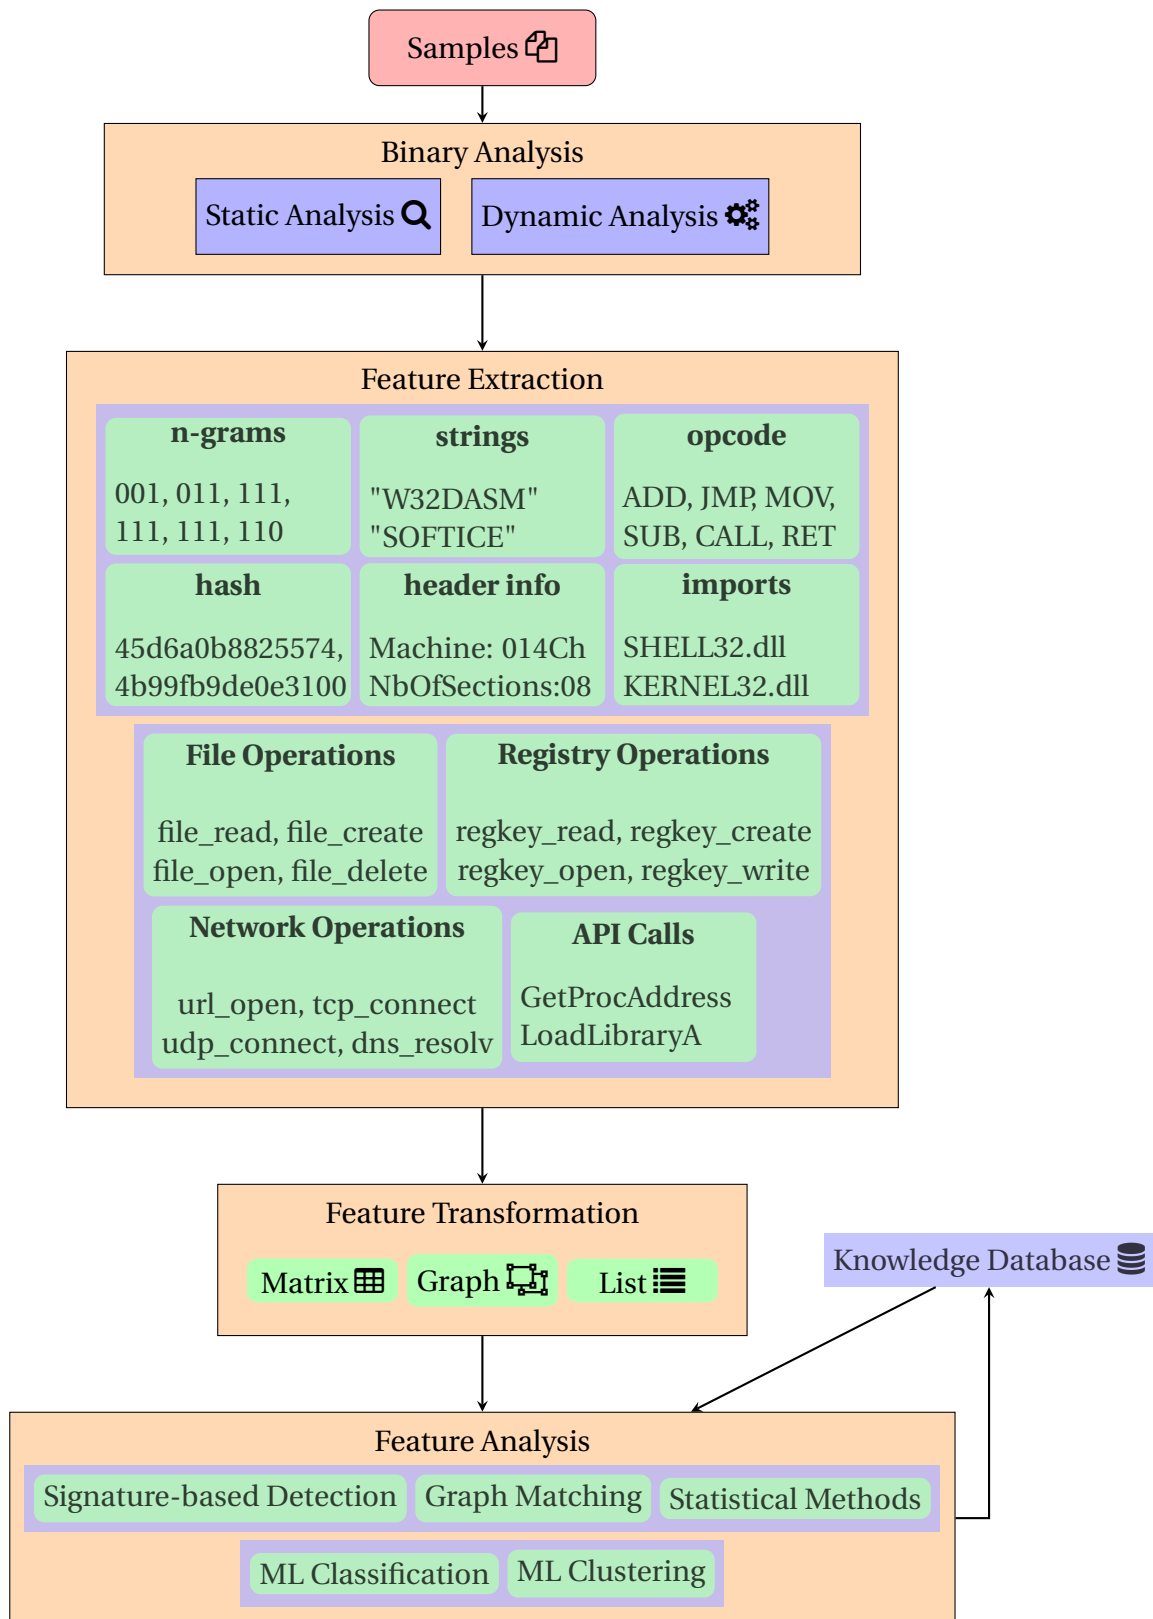 Samples
Binary Analysis
Static Analysis
Dynamic Analysis
Feature Extraction
n-grams
001, 011, 111,
111, 111, 110
strings
"W32DASM"
"SOFTICE"
opcode
ADD, JMP, MOV,
SUB, CALL, RET
hash
45d6a0b8825574,
4b99fb9de0e3100
header info
Machine: 014Ch
NbOfSections:08
imports
SHELL32.dll
KERNEL32.dll
File Operations
file_read, file_create
file_open, file_delete
Registry Operations
regkey_read, regkey_create
regkey_open, regkey_write
Network Operations
url_open, tcp_connect
udp_connect, dns_resolv
API Calls
GetProcAddress
LoadLibraryA
Feature Transformation
Matrix
Graph
List
Knowledge Database
Feature Analysis
Signature-based Detection
Graph Matching
Statistical Methods
ML Classification
ML Clustering